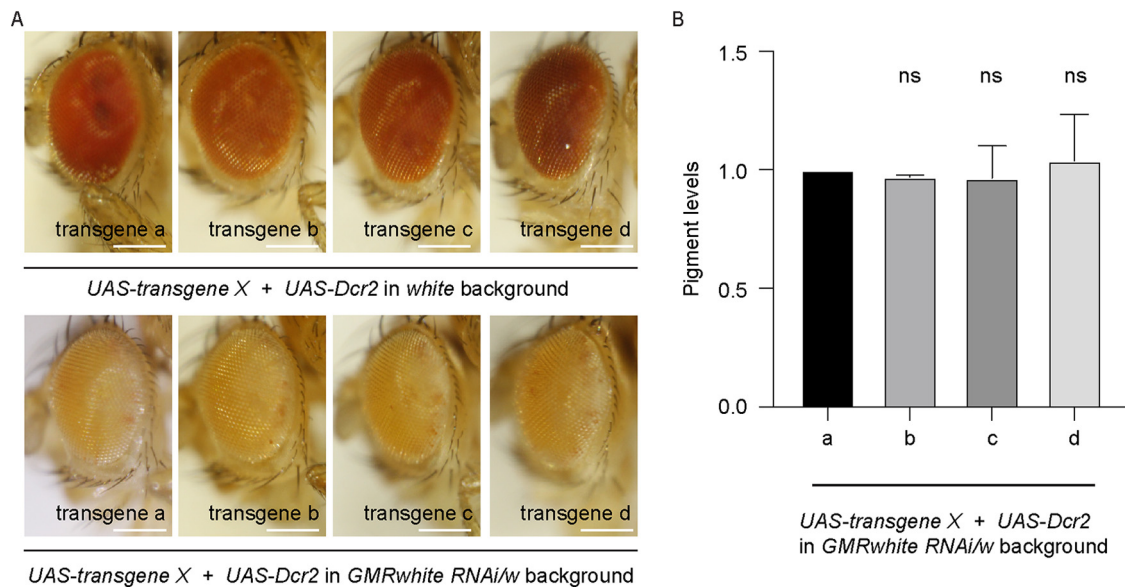 A
transgene a
transgene b
transgene c
transgene d
UAS-transgene X + UAS-Dcr2 in white background
transgene a
transgene b
transgene c
transgene d
UAS-transgene X + UAS-Dcr2 in GMRwhite RNAi/w background
B
1.5
1.0
0.5
0.0
Pigment levels
ns
ns
ns
a
b
c
d
UAS-transgene X + UAS-Dcr2
in GMRwhite RNAi/w background